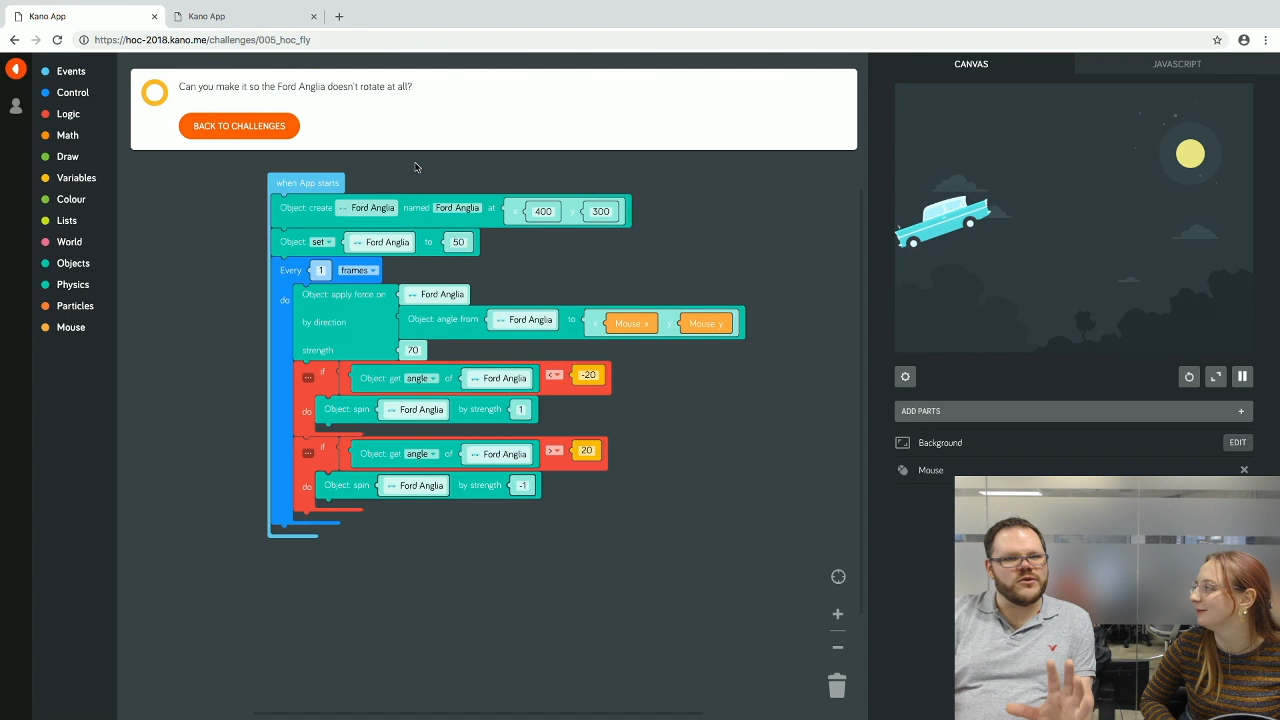 Kano App
Kano App
https://hoc-2018.kano.me/challenges/005_hoc_fly
Events
Control
Logic
Math
Draw
Variables
Colour
Lists
World
Objects
Physics
Particles
Mouse
Can you make it so the Ford Anglia doesn't rotate at all?
BACK TO CHALLENGES
when App starts
Object: create Ford Anglia named Ford Anglia at x 400 y 300
Object set Ford Anglia to 50
Every 1 frames
do
Object: apply force on Ford Anglia
by direction Object: angle from Ford Anglia to x Mouse x y Mouse y
strength 70
if Object: get angle of Ford Anglia < -20
do Object: spin Ford Anglia by strength 1
if Object: get angle of Ford Anglia > 20
do Object: spin Ford Anglia by strength -1
CANVAS
JAVASCRIPT
ADD PARTS
Background
EDIT
Mouse